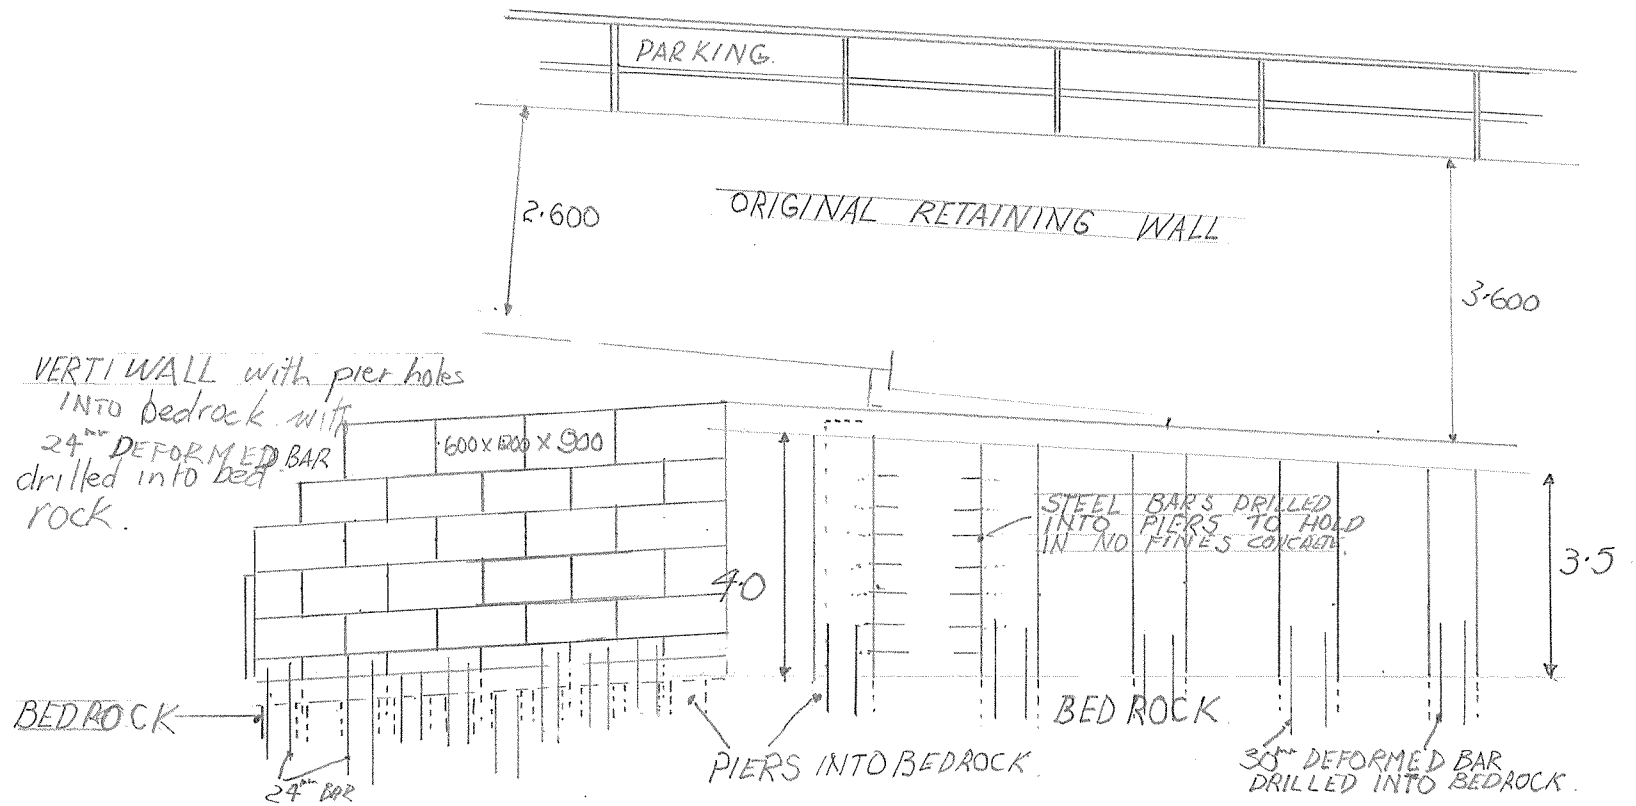 PARKING.
2.600
ORIGINAL RETAINING WALL
3.600
VERTI WALL with pier holes
INTO bedrock with
24mm DEFORMED BAR
drilled into bed
rock.
600 x 1200 x 900
4.0
STEEL BARS DRILLED
INTO PIERS TO HOLD
IN NO FINES CONCRETE.
3.5
BEDROCK
BEDROCK
24mm BAR
PIERS INTO BEDROCK.
30mm DEFORMED BAR
DRILLED INTO BEDROCK.